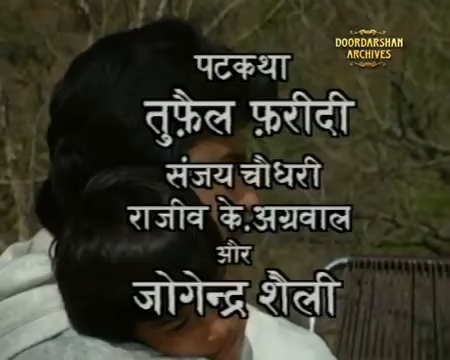 DOORDARSHAN
ARCHIVES
पटकथा
तुफ़ैल फ़रीदी
संजय चौधरी
राजीव के. अग्रवाल
और
जोगेन्द्र शैली